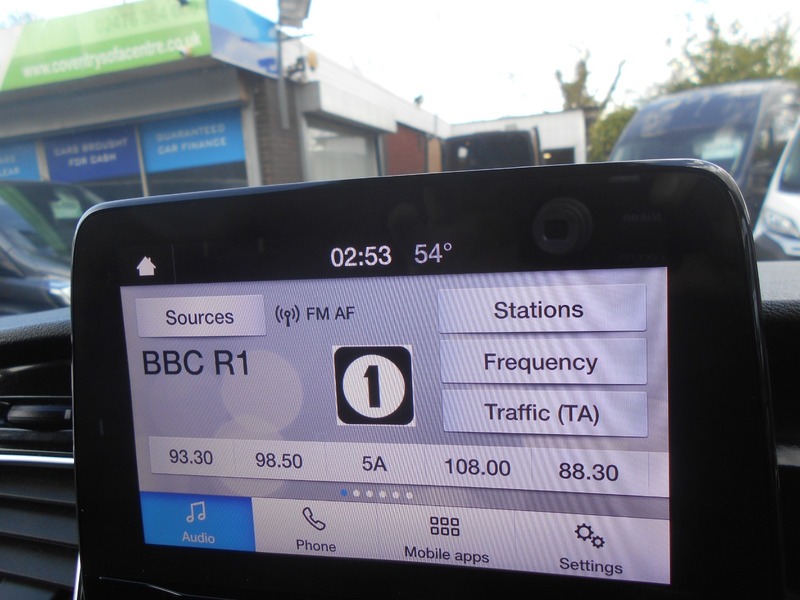 www.coventrysofacentre.co.uk
CARS BROUGHT
FOR CASH
GUARANTEED
CAR FINANCE
02:53 54°
Sources
FM AF
Stations
BBC R1
1
Frequency
Traffic (TA)
93.30 98.50 5A 108.00 88.30
Audio
Phone
Mobile apps
Settings